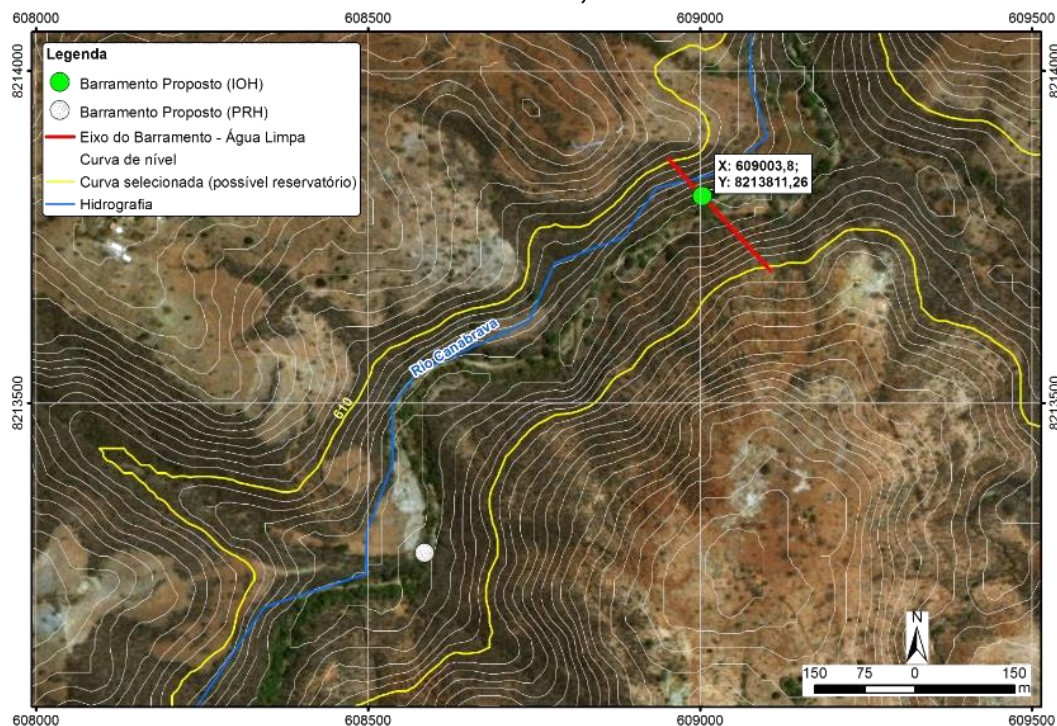 608000 608500 609000 609500
Legenda
Barramento Proposto (IOH)
Barramento Proposto (PRH)
Eixo do Barramento - Água Limpa
Curva de nível
Curva selecionada (possível reservatório)
Hidrografia
8214000
8214000
X: 609003,8;
Y: 8213811,26
Rio Canabrava
610
8213500
8213500
N
150 75 0 150
m
608000 608500 609000 609500